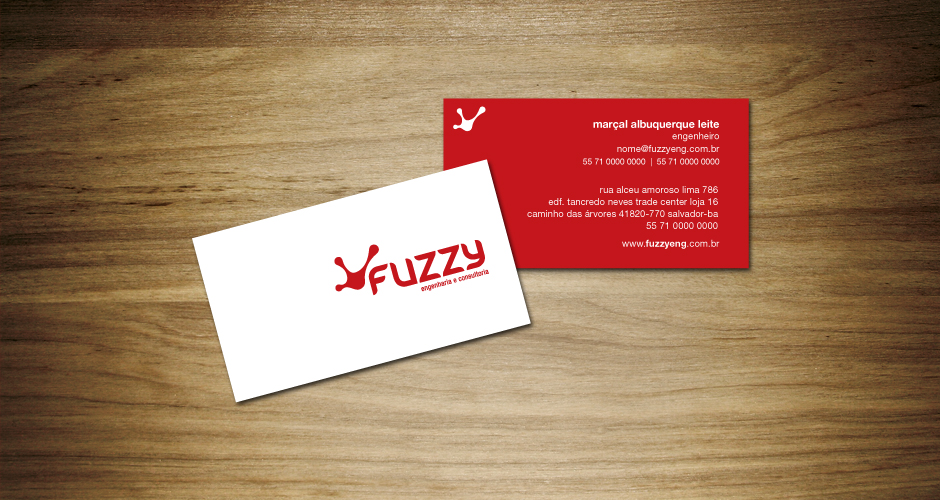 FUZZY
engenharia e consultoria
marçal albuquerque leite
engenheiro
nome@fuzzyeng.com.br
55 71 0000 0000 | 55 71 0000 0000
rua alceu amoroso lima 786
edf. tancredo neves trade center loja 16
caminho das árvores 41820-770 salvador-ba
55 71 0000 0000
www.fuzzyeng.com.br